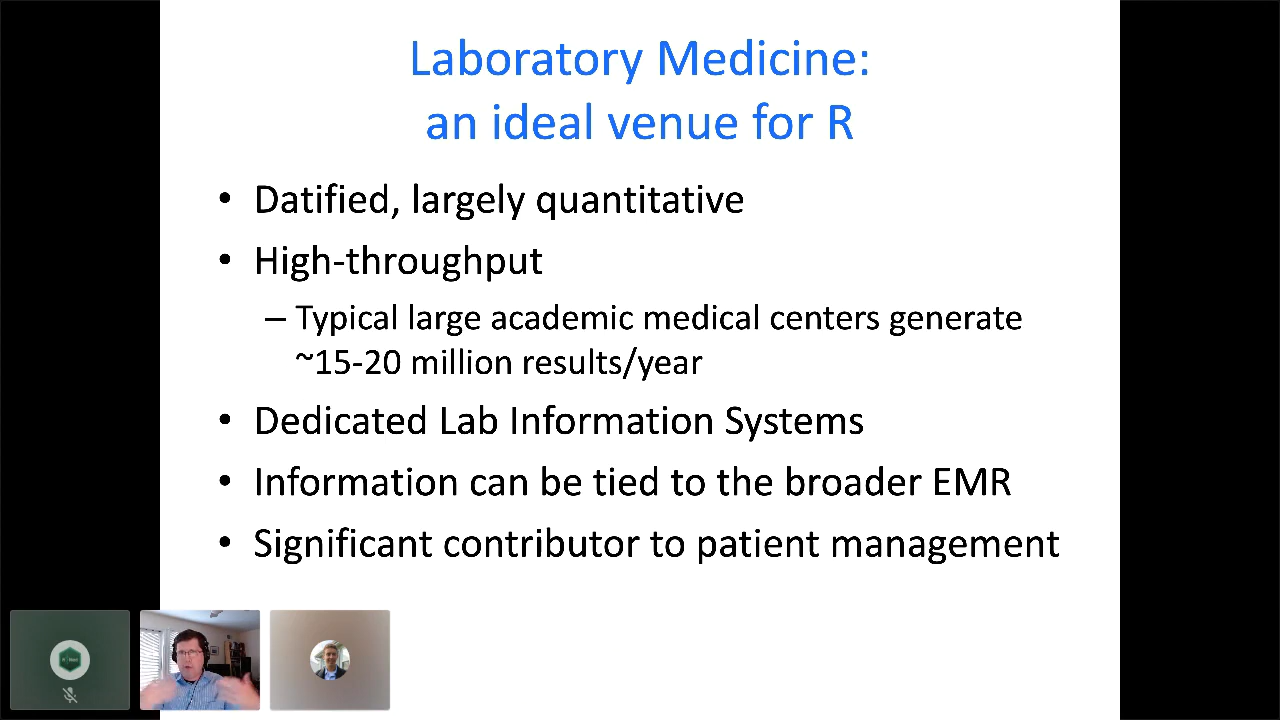 Laboratory Medicine:
an ideal venue for R
• Datified, largely quantitative
• High-throughput
– Typical large academic medical centers generate
~15-20 million results/year
• Dedicated Lab Information Systems
• Information can be tied to the broader EMR
• Significant contributor to patient management